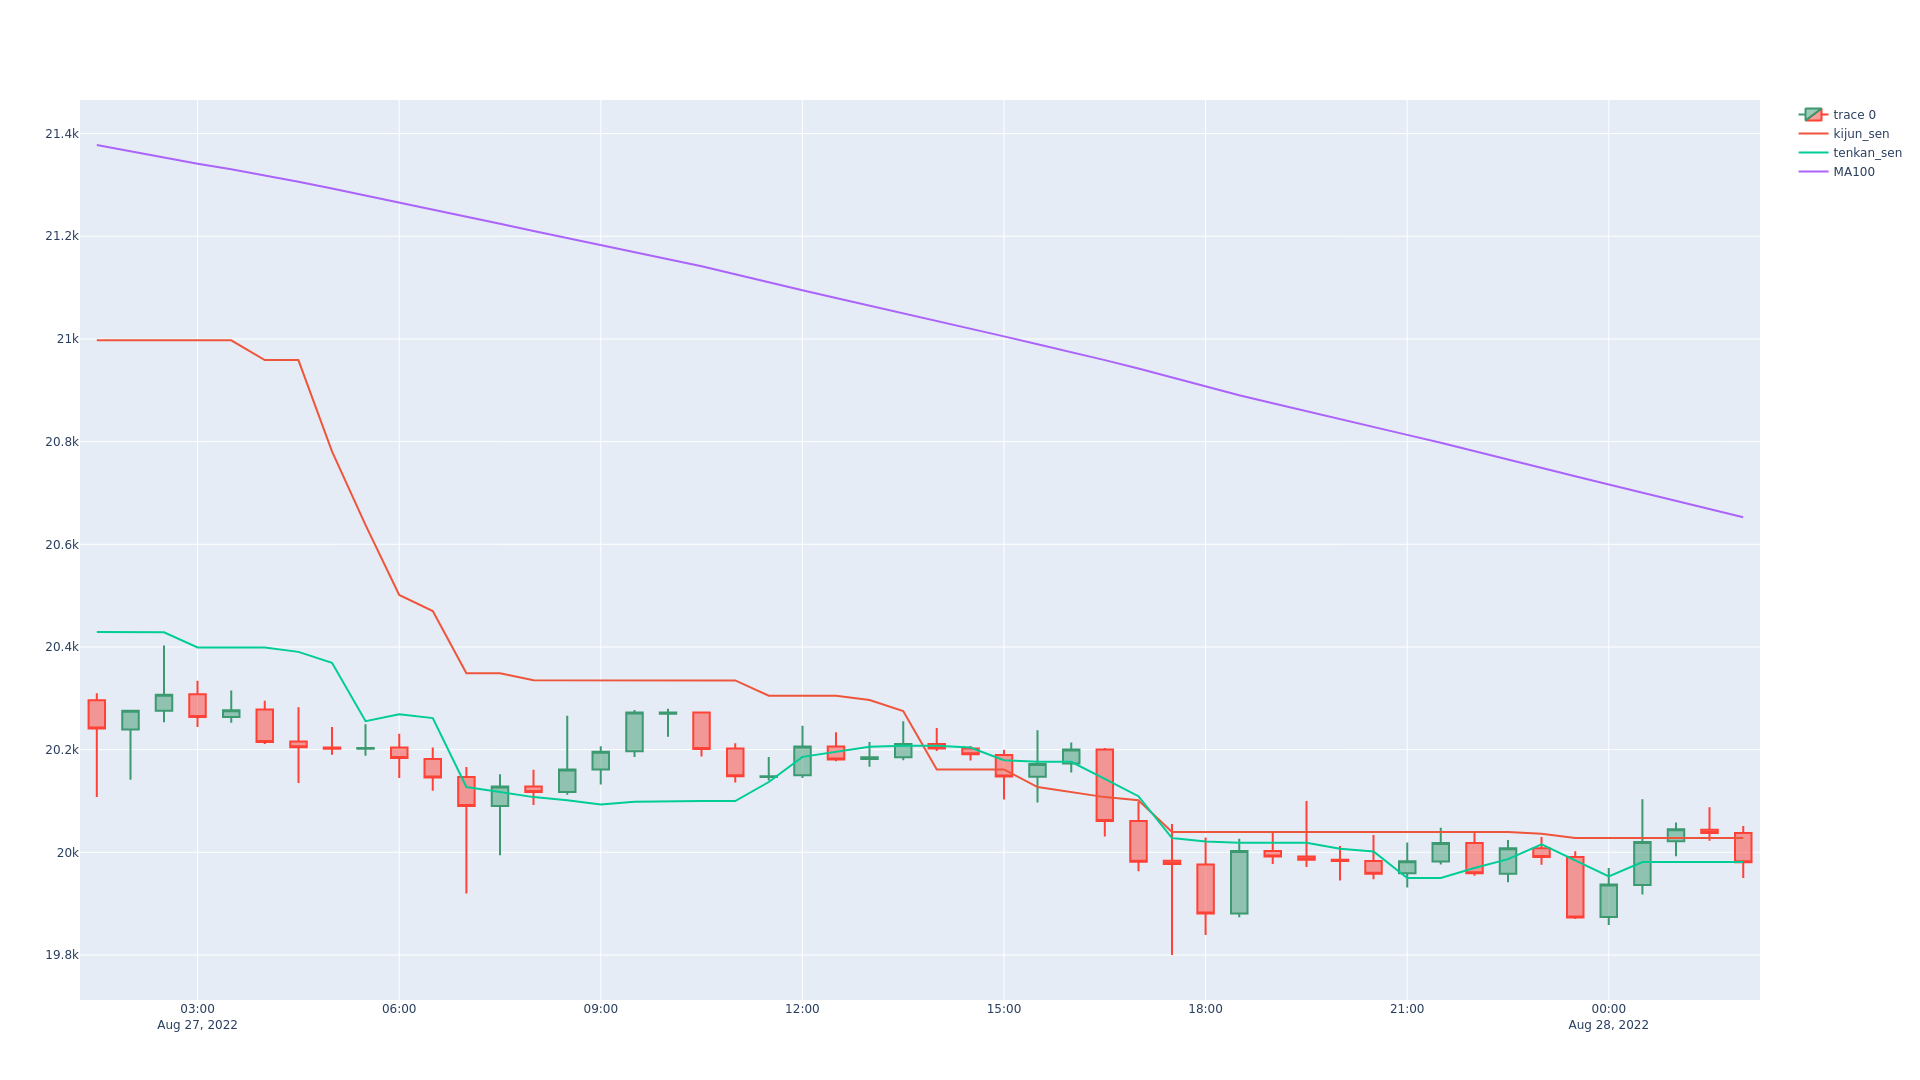 21.4k
21.2k
21k
20.8k
20.6k
20.4k
20.2k
20k
19.8k
03:00
06:00
09:00
12:00
15:00
18:00
21:00
00:00
Aug 27, 2022
Aug 28, 2022
trace 0
kijun_sen
tenkan_sen
MA100